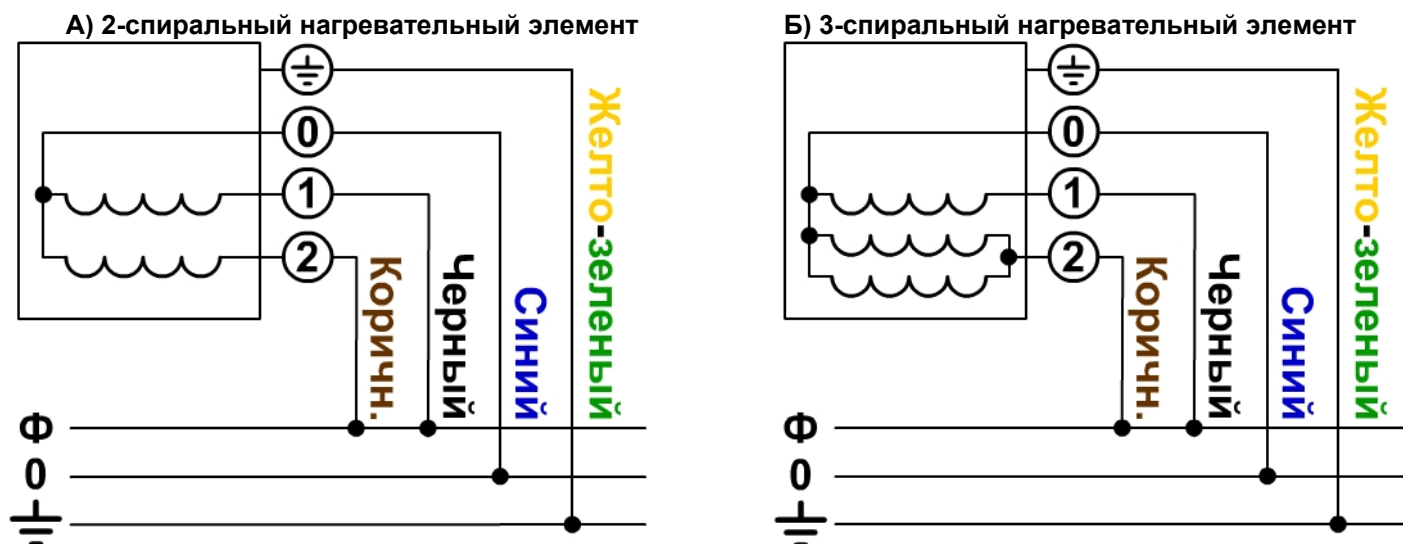 А) 2-спиральный нагревательный элемент
0
1
2
Коричн.
Черный
Синий
Желто-зеленый
Ф
0
Б) 3-спиральный нагревательный элемент
0
1
2
Коричн.
Черный
Синий
Желто-зеленый
Ф
0